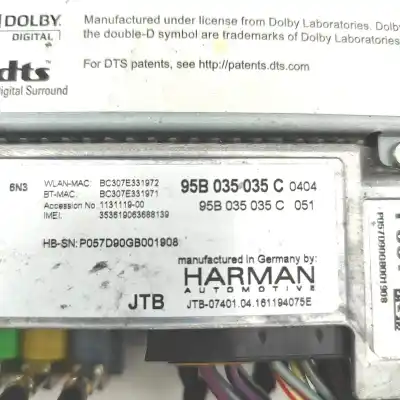 DOLBY
DIGITAL
Manufactured under license from Dolby Laboratories. Dolby
the double-D symbol are trademarks of Dolby Laboratories
For DTS patents, see http://patents.dts.com
dts
Digital Surround
6N3
WLAN-MAC: BC307E331972
BT-MAC: BC307E331971
Accession No. 1131119-00
IMEI: 353519063688139
95B 035 035 C 0404
95B 035 035 C 051
HB-SN: P057D90GB001908
manufactured in Germany by:
HARMAN
AUTOMOTIVE
JTB
JTB-07401.04.161194075E
P057D90GB001908